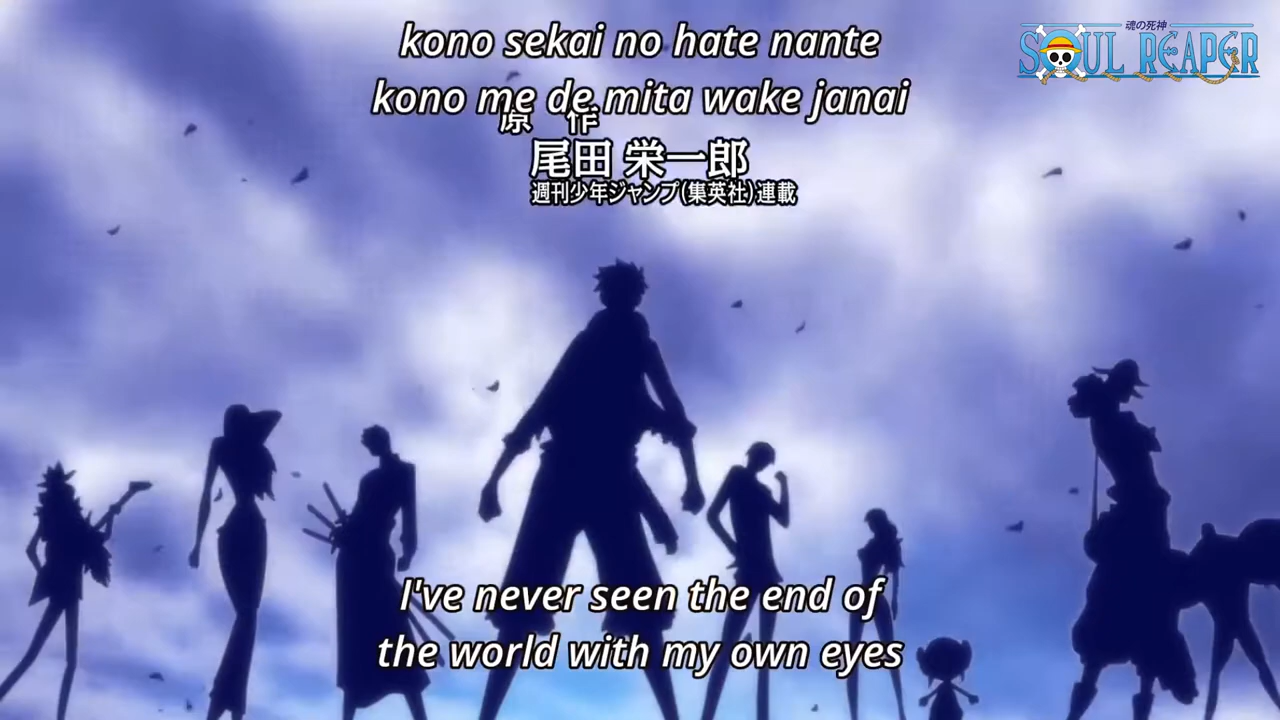 kono sekai no hate nante
kono me de mita wake janai
魂の死神
SOUL REAPER
原作
尾田 栄一郎
週刊少年ジャンプ(集英社)連載
I've never seen the end of
the world with my own eyes